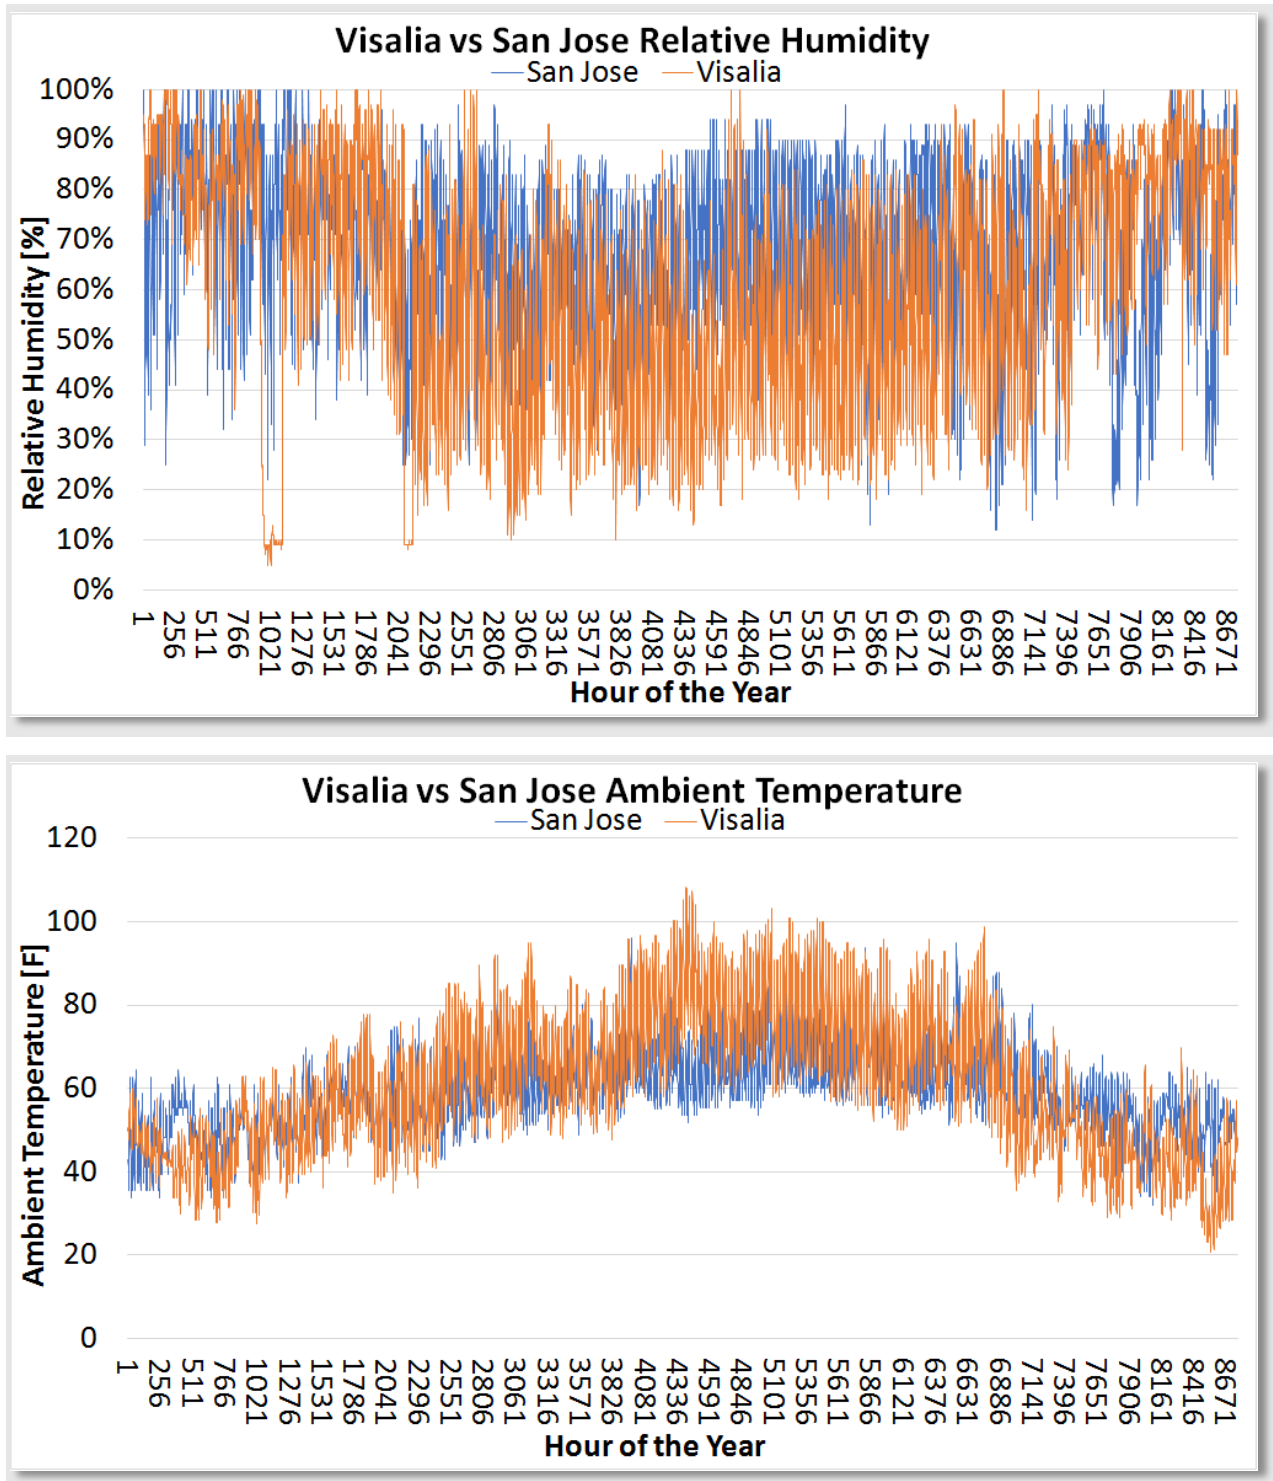 Visalia vs San Jose Relative Humidity
San Jose Visalia
100%
90%
80%
70%
60%
50%
40%
30%
20%
10%
0%
Relative Humidity [%]
1 256 511 766 1021 1276 1531 1786 2041 2296 2551 2806 3061 3316 3571 3826 4081 4336 4591 4846 5101 5356 5611 5866 6121 6376 6631 6886 7141 7396 7651 7906 8161 8416 8671
Hour of the Year
Visalia vs San Jose Ambient Temperature
San Jose Visalia
120
100
80
60
40
20
0
Ambient Temperature [F]
1 256 511 766 1021 1276 1531 1786 2041 2296 2551 2806 3061 3316 3571 3826 4081 4336 4591 4846 5101 5356 5611 5866 6121 6376 6631 6886 7141 7396 7651 7906 8161 8416 8671
Hour of the Year